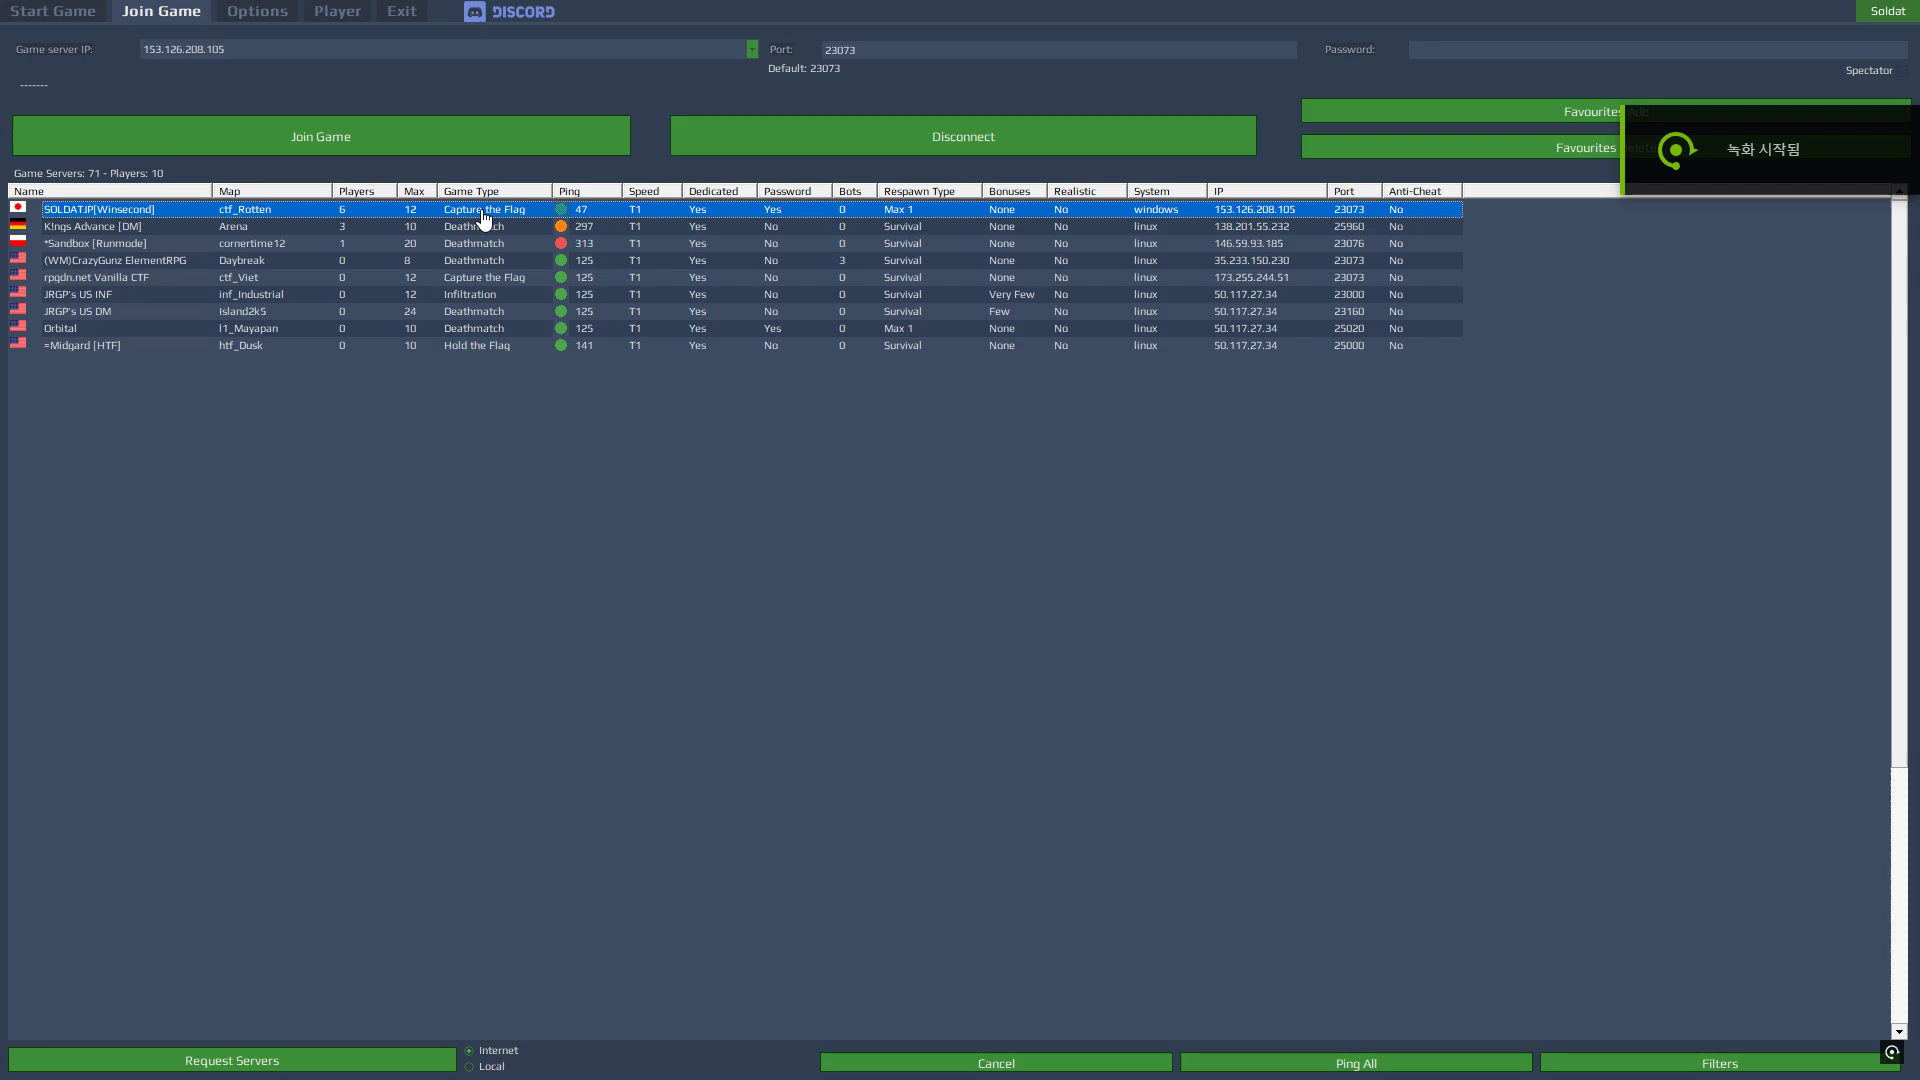 Start Game Join Game Options Player Exit DISCORD Soldat
Game server IP: 153.126.208.105 Port: 23073 Password:
Default: 23073
Spectator
-------
Favourites Add
Join Game Disconnect
Favourites Delete
녹화 시작됨
Game Servers: 71 - Players: 10
Name Map Players Max Game Type Ping Speed Dedicated Password Bots Respawn Type Bonuses Realistic System IP Port Anti-Cheat
SOLDATJP[Winsecond] ctf_Rotten 6 12 Capture the Flag 47 T1 Yes Yes 0 Max 1 None No windows 153.126.208.105 23073 No
K!ngs Advance [DM] Arena 3 10 Deathmatch 297 T1 Yes No 0 Survival None No linux 138.201.55.232 25960 No
*Sandbox [Runmode] cornertime12 1 20 Deathmatch 313 T1 Yes No 0 Survival None No linux 146.59.93.185 23076 No
(WM)CrazyGunz ElementRPG Daybreak 0 8 Deathmatch 125 T1 Yes No 3 Survival None No linux 35.233.150.230 23073 No
rpgdn.net Vanilla CTF ctf_Viet 0 12 Capture the Flag 125 T1 Yes No 0 Survival None No linux 173.255.244.51 23073 No
JRGP's US INF inf_Industrial 0 12 Infiltration 125 T1 Yes No 0 Survival Very Few No linux 50.117.27.34 23000 No
JRGP's US DM Island2k5 0 24 Deathmatch 125 T1 Yes No 0 Survival Few No linux 50.117.27.34 23160 No
Orbital l1_Mayapan 0 10 Deathmatch 125 T1 Yes Yes 0 Max 1 None No linux 50.117.27.34 25020 No
=Midgard [HTF] htf_Dusk 0 10 Hold the Flag 141 T1 Yes No 0 Survival None No linux 50.117.27.34 25000 No
Internet
Request Servers Cancel Ping All Filters
Local